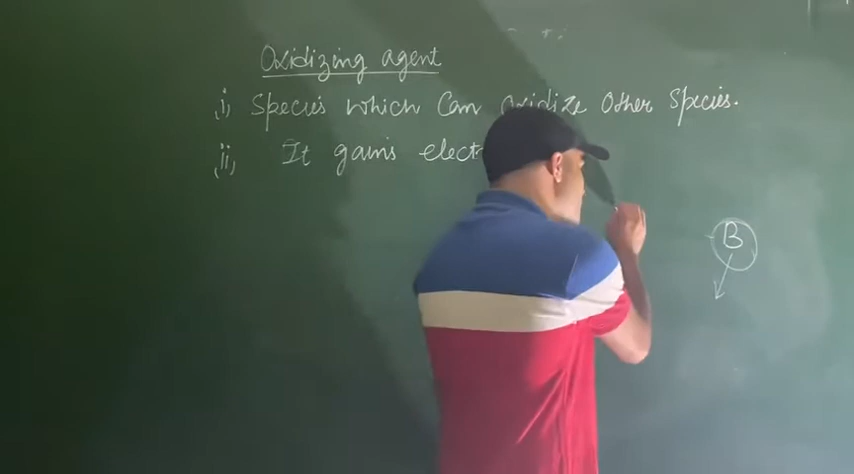 Oxidizing agent
(i) Species which Can oxidize Other Species.
(ii) It gains elect
B